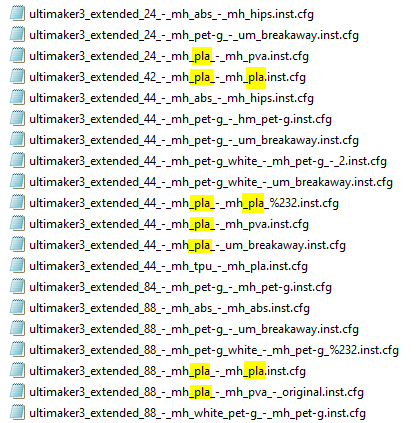 ultimaker3_extended_24_-_mh_abs_-_mh_hips.inst.cfg
ultimaker3_extended_24_-_mh_pet-g_-_um_breakaway.inst.cfg
ultimaker3_extended_24_-_mh_pla_-_mh_pva.inst.cfg
ultimaker3_extended_42_-_mh_pla_-_mh_pla.inst.cfg
ultimaker3_extended_44_-_mh_abs_-_mh_hips.inst.cfg
ultimaker3_extended_44_-_mh_pet-g_-_hm_pet-g.inst.cfg
ultimaker3_extended_44_-_mh_pet-g_-_um_breakaway.inst.cfg
ultimaker3_extended_44_-_mh_pet-g_white_-_mh_pet-g_-_2.inst.cfg
ultimaker3_extended_44_-_mh_pet-g_white_-_um_breakaway.inst.cfg
ultimaker3_extended_44_-_mh_pla_-_mh_pla_%232.inst.cfg
ultimaker3_extended_44_-_mh_pla_-_mh_pva.inst.cfg
ultimaker3_extended_44_-_mh_pla_-_um_breakaway.inst.cfg
ultimaker3_extended_44_-_mh_tpu_-_mh_pla.inst.cfg
ultimaker3_extended_84_-_mh_pet-g_-_mh_pet-g.inst.cfg
ultimaker3_extended_88_-_mh_abs_-_mh_abs.inst.cfg
ultimaker3_extended_88_-_mh_pet-g_-_um_breakaway.inst.cfg
ultimaker3_extended_88_-_mh_pet-g_white_-_mh_pet-g_%232.inst.cfg
ultimaker3_extended_88_-_mh_pla_-_mh_pla.inst.cfg
ultimaker3_extended_88_-_mh_pla_-_mh_pva_-_original.inst.cfg
ultimaker3_extended_88_-_mh_white_pet-g_-_mh_pet-g.inst.cfg